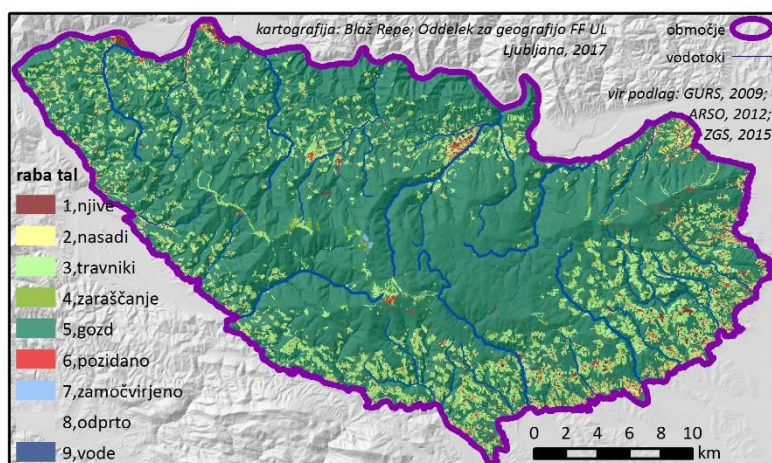 kartografija: Blaž Repe; Oddelek za geografijo FF UL
Ljubljana, 2017
območje
vodotoki
vir podlag: GURS, 2009;
ARSO, 2012;
ZGS, 2015
raba tal
1,njive
2,nasadi
3,travniki
4,zaraščanje
5,gozd
6,pozidano
7,zamočvirjeno
8,odprto
9,vode
0 2 4 6 8 10
km